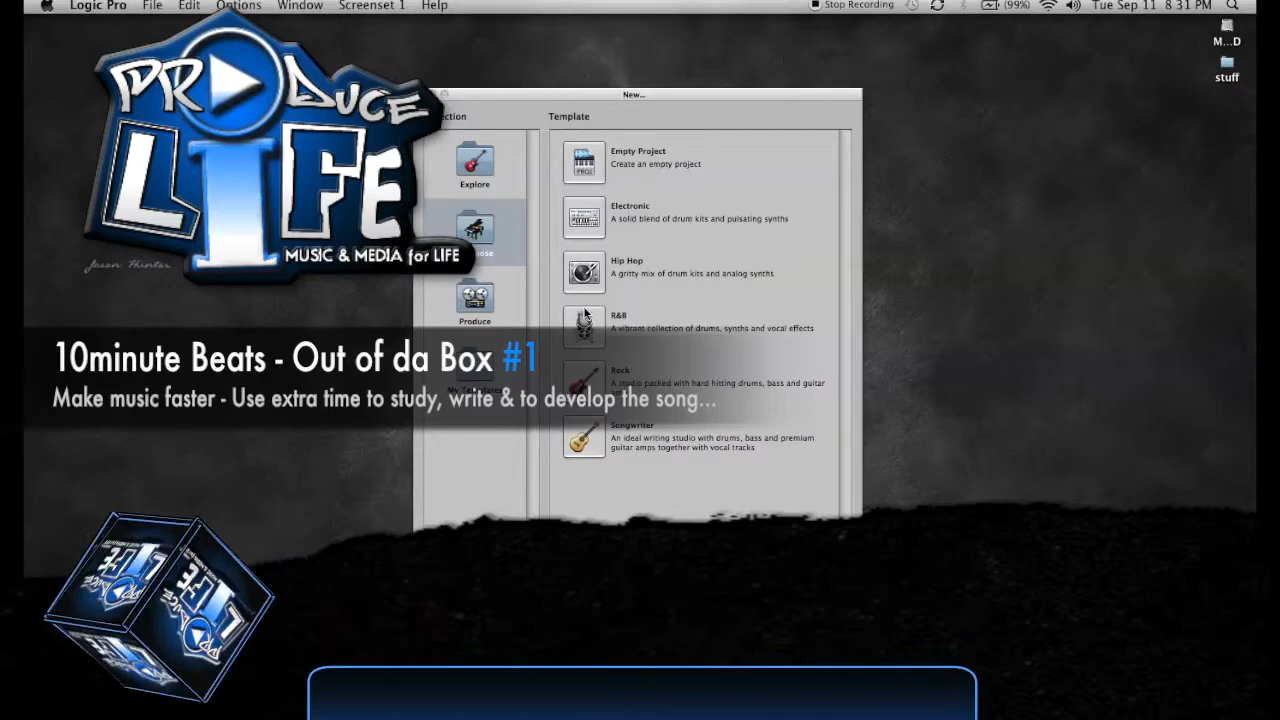 Logic Pro File Edit Options Window Screenset 1 Help Stop Recording (99%) Tue Sep 11 8:31 PM
M...D
stuff
PRODUCE
LIFE
MUSIC & MEDIA for LIFE
Jason Hunter
New...
ction
Template
Explore
Produce
Empty Project
Create an empty project
Electronic
A solid blend of drum kits and pulsating synths
Hip Hop
A gritty mix of drum kits and analog synths
R&B
A vibrant collection of drums, synths and vocal effects
Rock
A studio packed with hard hitting drums, bass and guitar
Songwriter
An ideal writing studio with drums, bass and premium
guitar amps together with vocal tracks
10minute Beats - Out of da Box #1
Make music faster - Use extra time to study, write & to develop the song...